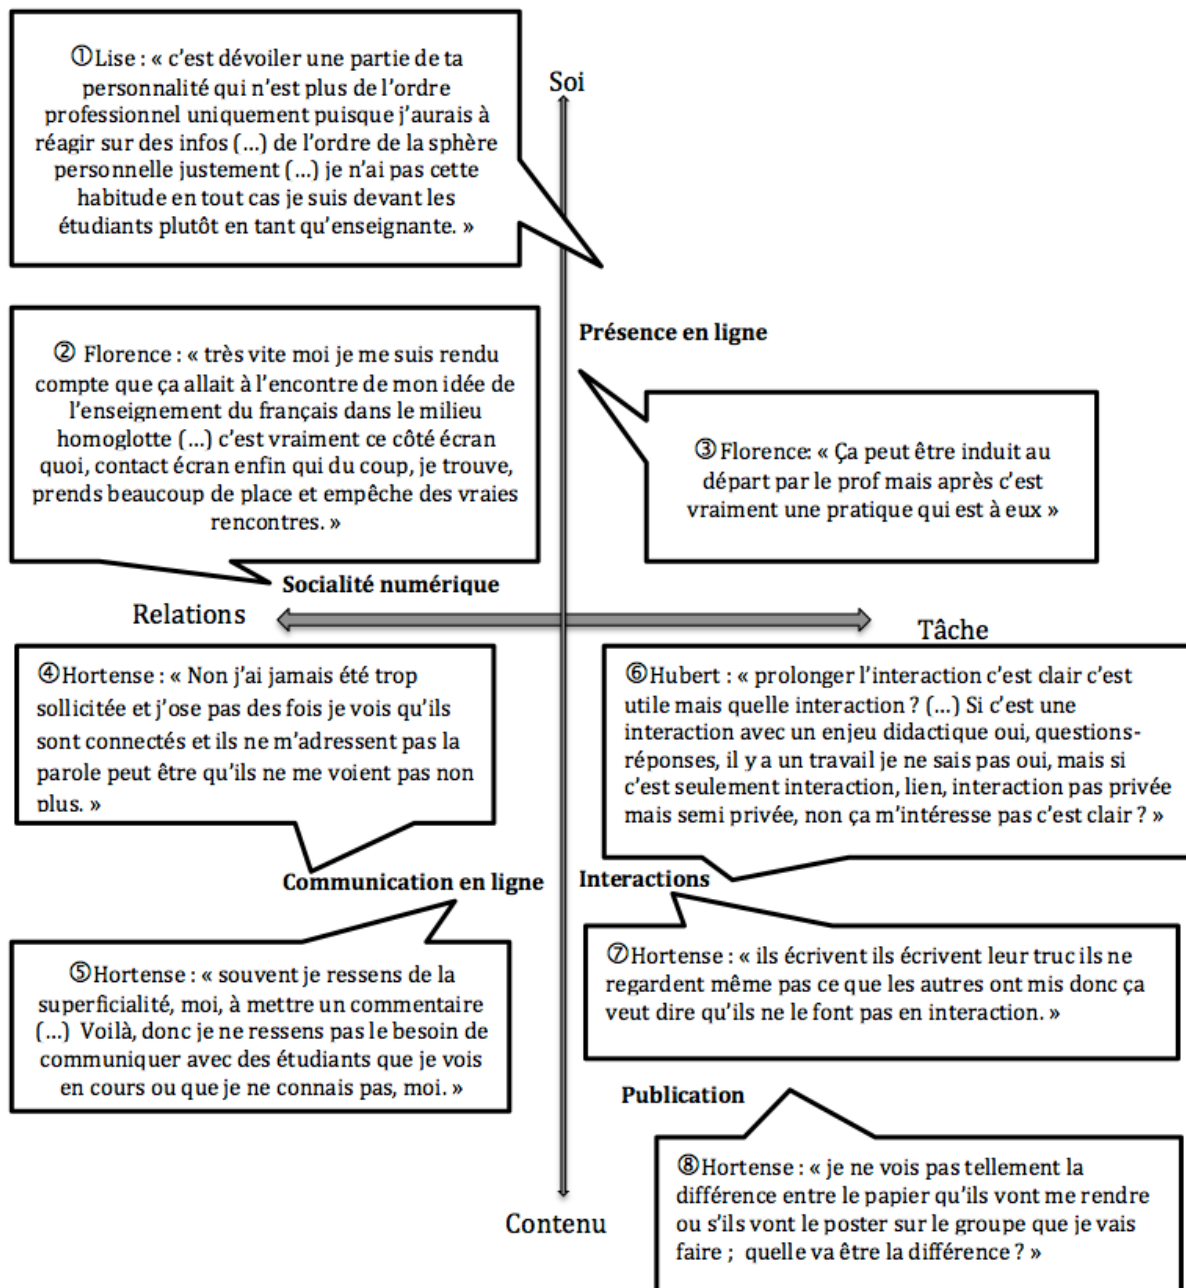 ①Lise : « c'est dévoiler une partie de ta
personnalité qui n'est plus de l'ordre
professionnel uniquement puisque j'aurais à
réagir sur des infos (…) de l'ordre de la sphère
personnelle justement (…) je n'ai pas cette
habitude en tout cas je suis devant les
étudiants plutôt en tant qu'enseignante. »
Soi
Présence en ligne
② Florence : « très vite moi je me suis rendu
compte que ça allait à l'encontre de mon idée de
l'enseignement du français dans le milieu
homoglotte (…) c'est vraiment ce côté écran
quoi, contact écran enfin qui du coup, je trouve,
prends beaucoup de place et empêche des vraies
rencontres. »
③Florence: « Ça peut être induit au
départ par le prof mais après c'est
vraiment une pratique qui est à eux »
Socialité numérique
Relations
Tâche
④Hortense : « Non j'ai jamais été trop
sollicitée et j'ose pas des fois je vois qu'ils
sont connectés et ils ne m'adressent pas la
parole peut être qu'ils ne me voient pas non
plus. »
⑥Hubert : « prolonger l'interaction c'est clair c'est
utile mais quelle interaction ? (…) Si c'est une
interaction avec un enjeu didactique oui, questions-
réponses, il y a un travail je ne sais pas oui, mais si
c'est seulement interaction, lien, interaction pas privée
mais semi privée, non ça m'intéresse pas c'est clair ? »
Communication en ligne
Interactions
⑤Hortense : « souvent je ressens de la
superficialité, moi, à mettre un commentaire
(…) Voilà, donc je ne ressens pas le besoin de
communiquer avec des étudiants que je vois
en cours ou que je ne connais pas, moi. »
⑦Hortense : « ils écrivent ils écrivent leur truc ils ne
regardent même pas ce que les autres ont mis donc ça
veut dire qu'ils ne le font pas en interaction. »
Publication
⑧Hortense : « je ne vois pas tellement la
différence entre le papier qu'ils vont me rendre
ou s'ils vont le poster sur le groupe que je vais
faire ; quelle va être la différence ? »
Contenu